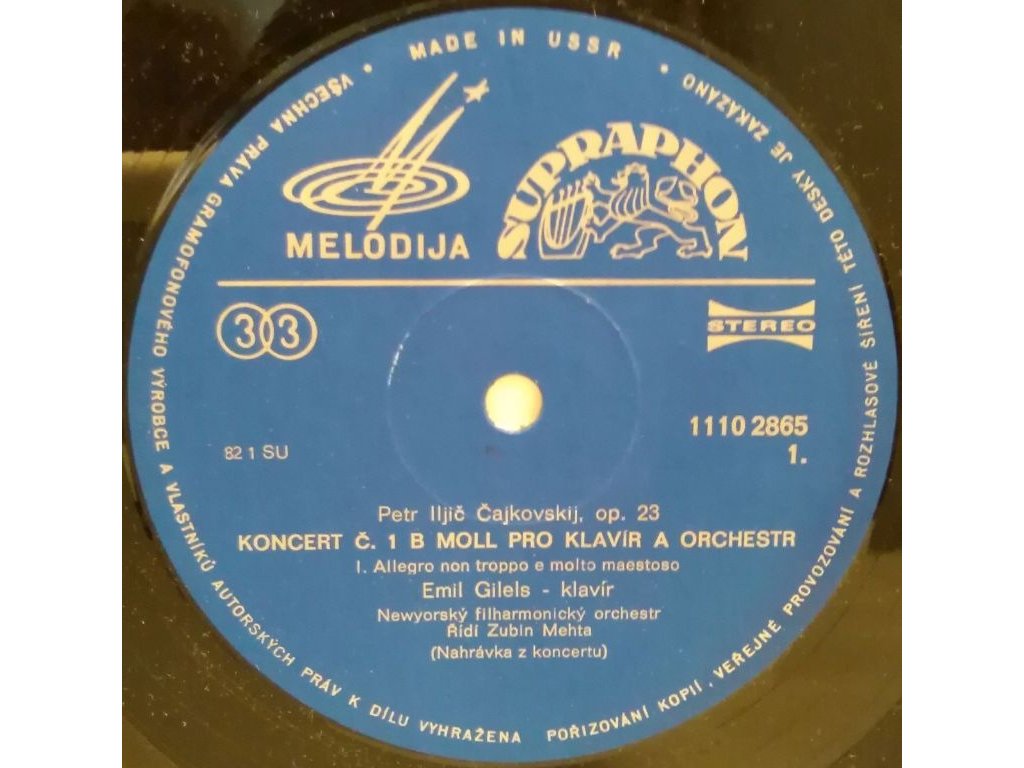 MADE IN USSR
MELODIJA
SUPRAPHON
33
STEREO
1110 2865
82 1 SU
1.
Petr Iljič Čajkovskij, op. 23
KONCERT Č. 1 B MOLL PRO KLAVÍR A ORCHESTR
I. Allegro non troppo e molto maestoso
Emil Gilels - klavír
Newyorský filharmonický orchestr
Řídí Zubin Mehta
(Nahrávka z koncertu)
VŠECHNA PRÁVA GRAMOFONOVÉHO VÝROBCE A VLASTNÍKŮ AUTORSKÝCH PRÁV K DÍLU VYHRAŽENA POŘIZOVÁNÍ KOPIÍ, VEŘEJNÉ PROVOZOVÁNÍ A ROZHLASOVÉ ŠÍŘENÍ TÉTO DESKY JE ZAKÁZÁNO